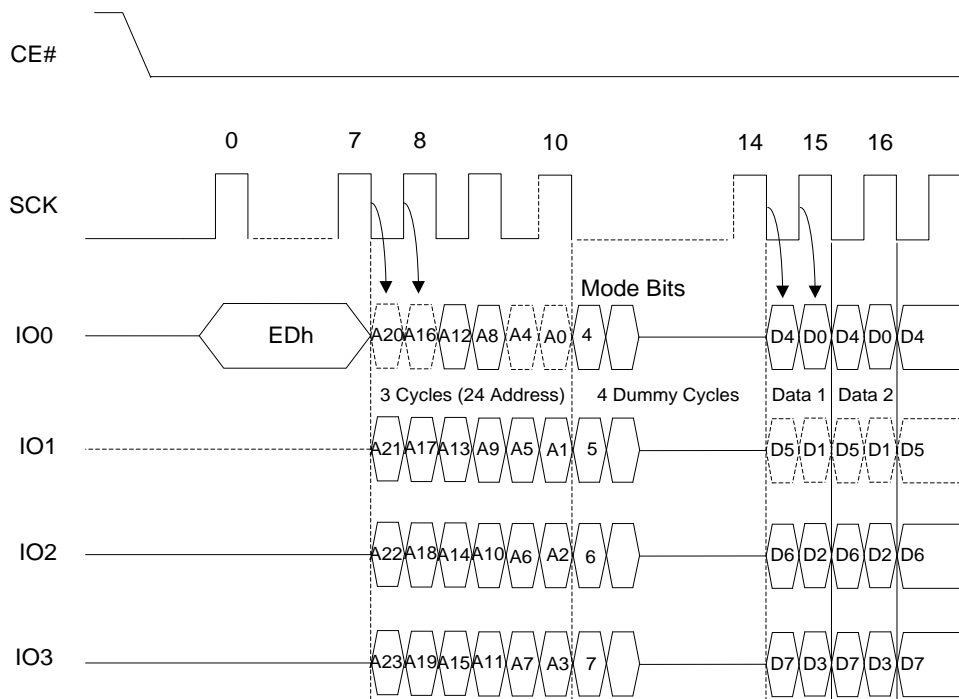 CE#
0 7 8 10 14 15 16
SCK
Mode Bits
IO0 EDh A20 A16 A12 A8 A4 A0 4 D4 D0 D4 D0 D4
3 Cycles (24 Address) 4 Dummy Cycles Data 1 Data 2
IO1 A21 A17 A13 A9 A5 A1 5 D5 D1 D5 D1 D5
IO2 A22 A18 A14 A10 A6 A2 6 D6 D2 D6 D2 D6
IO3 A23 A19 A15 A11 A7 A3 7 D7 D3 D7 D3 D7